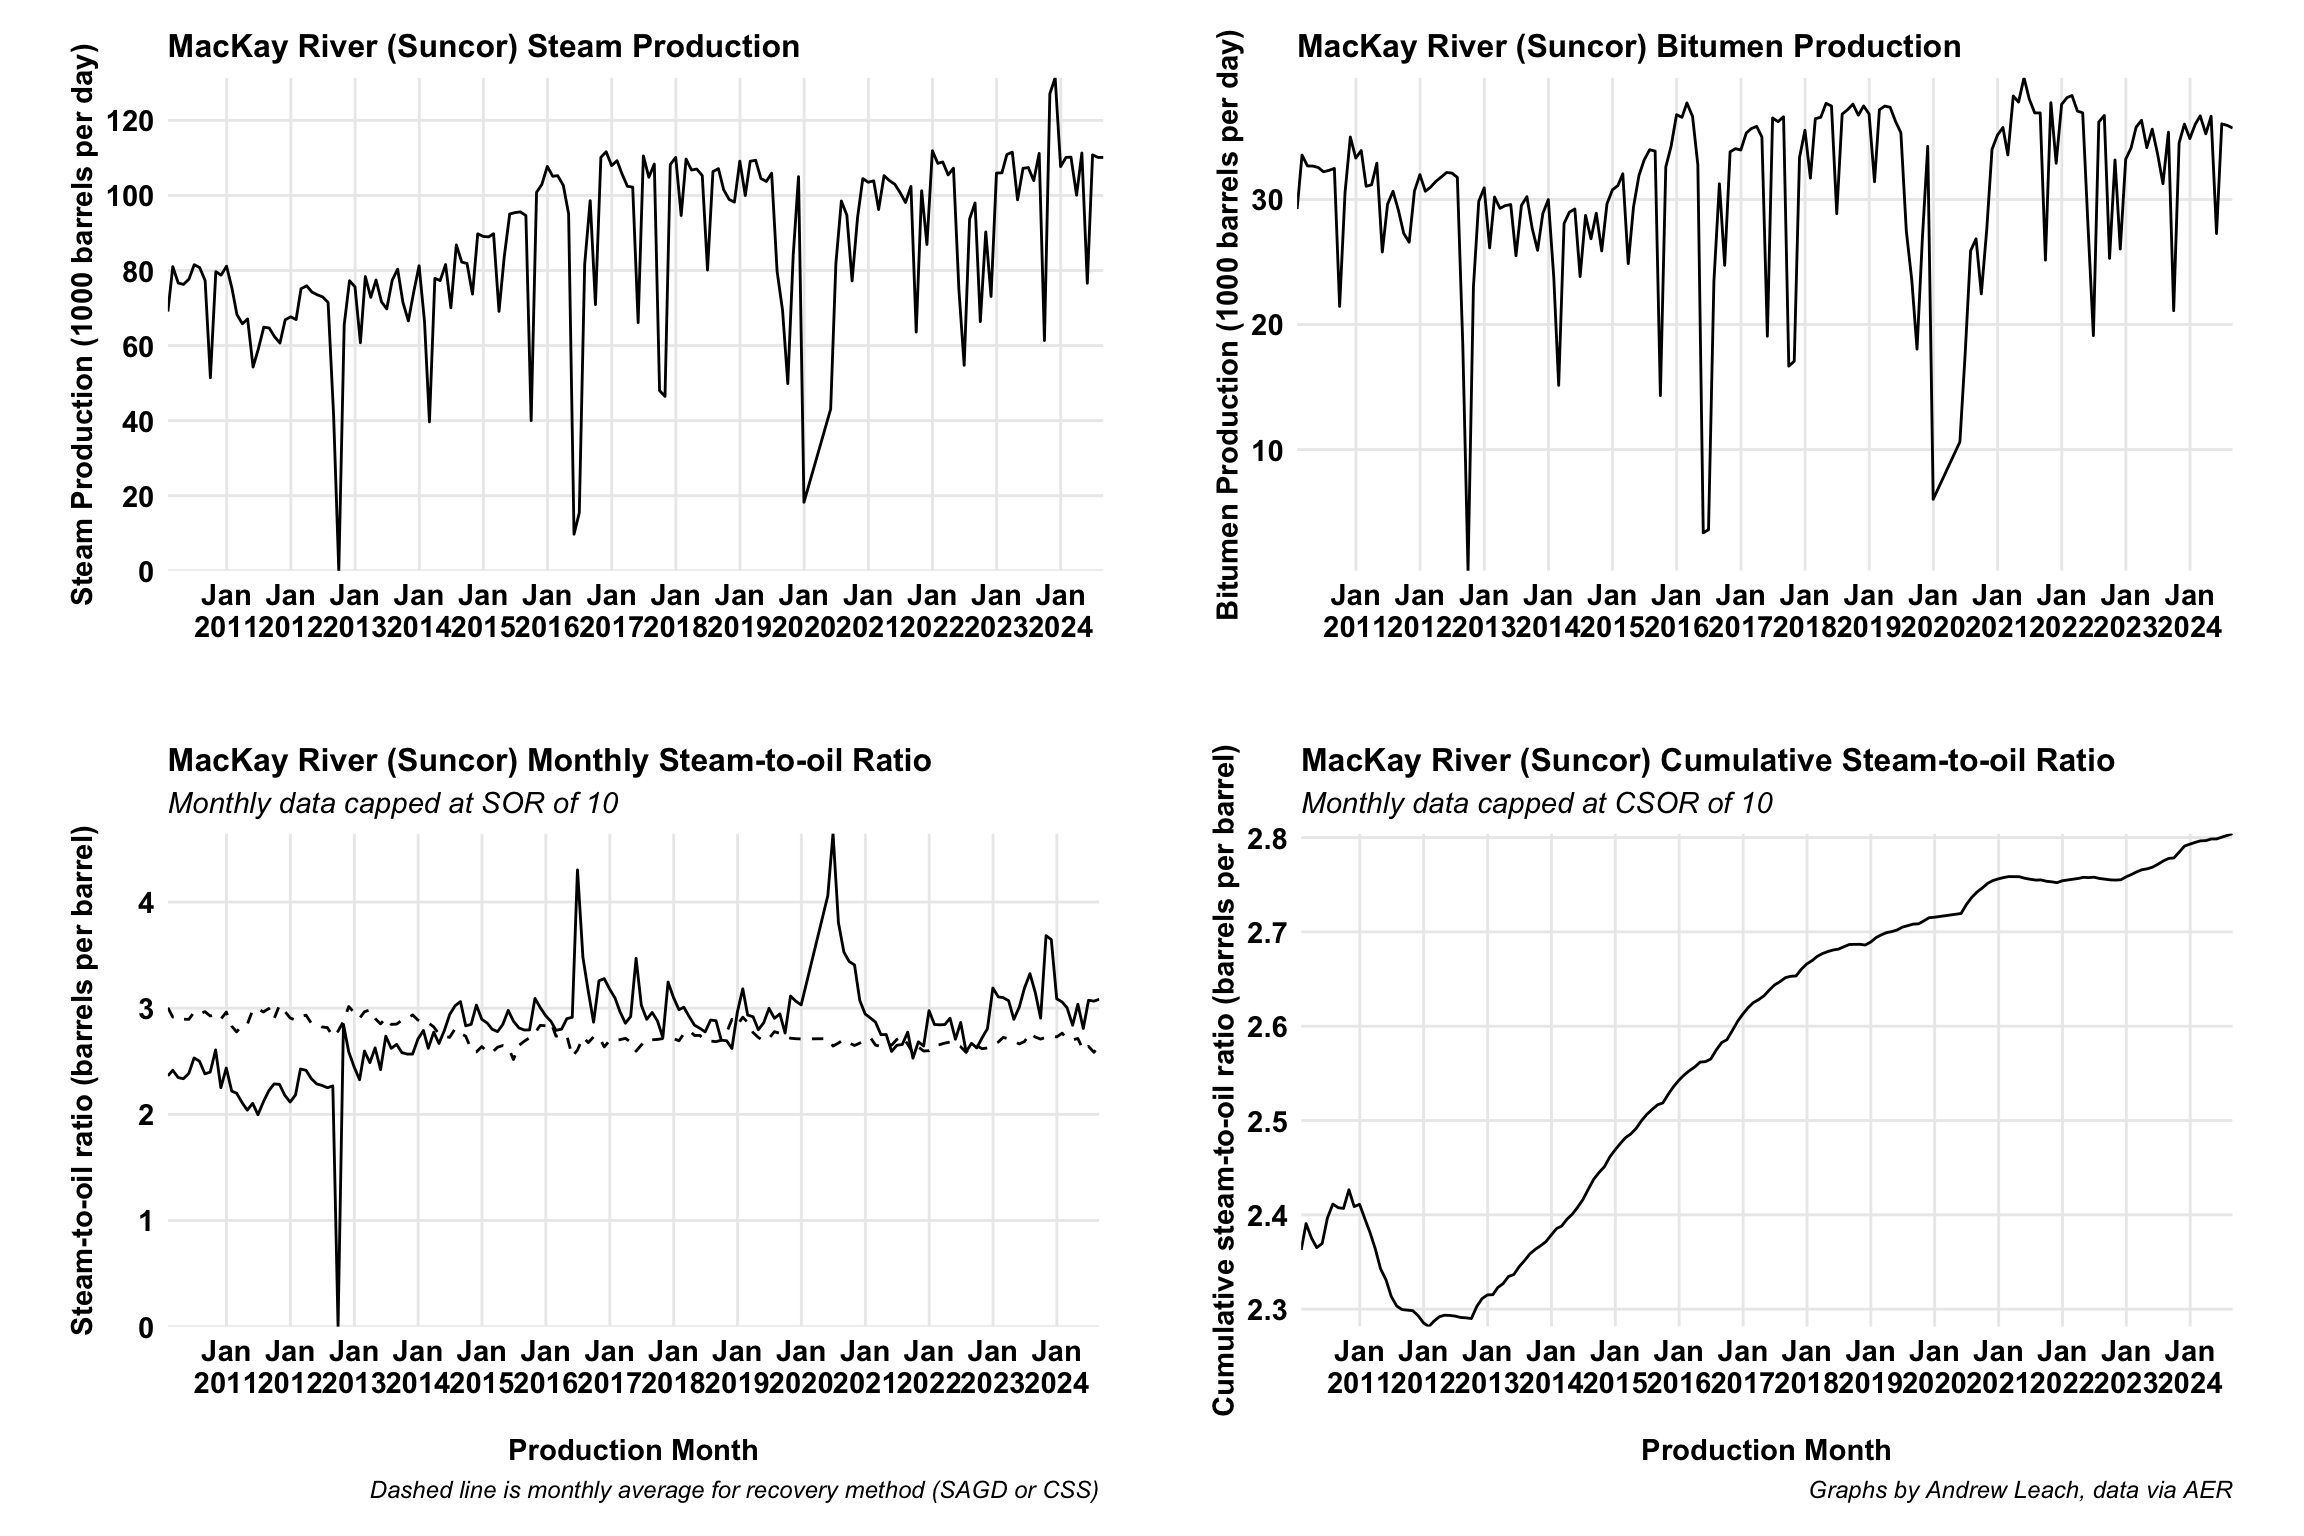 MacKay River (Suncor) Steam Production
Steam Production (1000 barrels per day)
120
100
80
60
40
20
0
Jan Jan Jan Jan Jan Jan Jan Jan Jan Jan Jan Jan Jan Jan
2011 2012 2013 2014 2015 2016 2017 2018 2019 2020 2021 2022 2023 2024
MacKay River (Suncor) Bitumen Production
Bitumen Production (1000 barrels per day)
30
20
10
Jan Jan Jan Jan Jan Jan Jan Jan Jan Jan Jan Jan Jan Jan
2011 2012 2013 2014 2015 2016 2017 2018 2019 2020 2021 2022 2023 2024
MacKay River (Suncor) Monthly Steam-to-oil Ratio
Monthly data capped at SOR of 10
Steam-to-oil ratio (barrels per barrel)
4
3
2
1
0
Jan Jan Jan Jan Jan Jan Jan Jan Jan Jan Jan Jan Jan Jan
2011 2012 2013 2014 2015 2016 2017 2018 2019 2020 2021 2022 2023 2024
Production Month
Dashed line is monthly average for recovery method (SAGD or CSS)
MacKay River (Suncor) Cumulative Steam-to-oil Ratio
Monthly data capped at CSOR of 10
Cumulative steam-to-oil ratio (barrels per barrel)
2.8
2.7
2.6
2.5
2.4
2.3
Jan Jan Jan Jan Jan Jan Jan Jan Jan Jan Jan Jan Jan Jan
2011 2012 2013 2014 2015 2016 2017 2018 2019 2020 2021 2022 2023 2024
Production Month
Graphs by Andrew Leach, data via AER